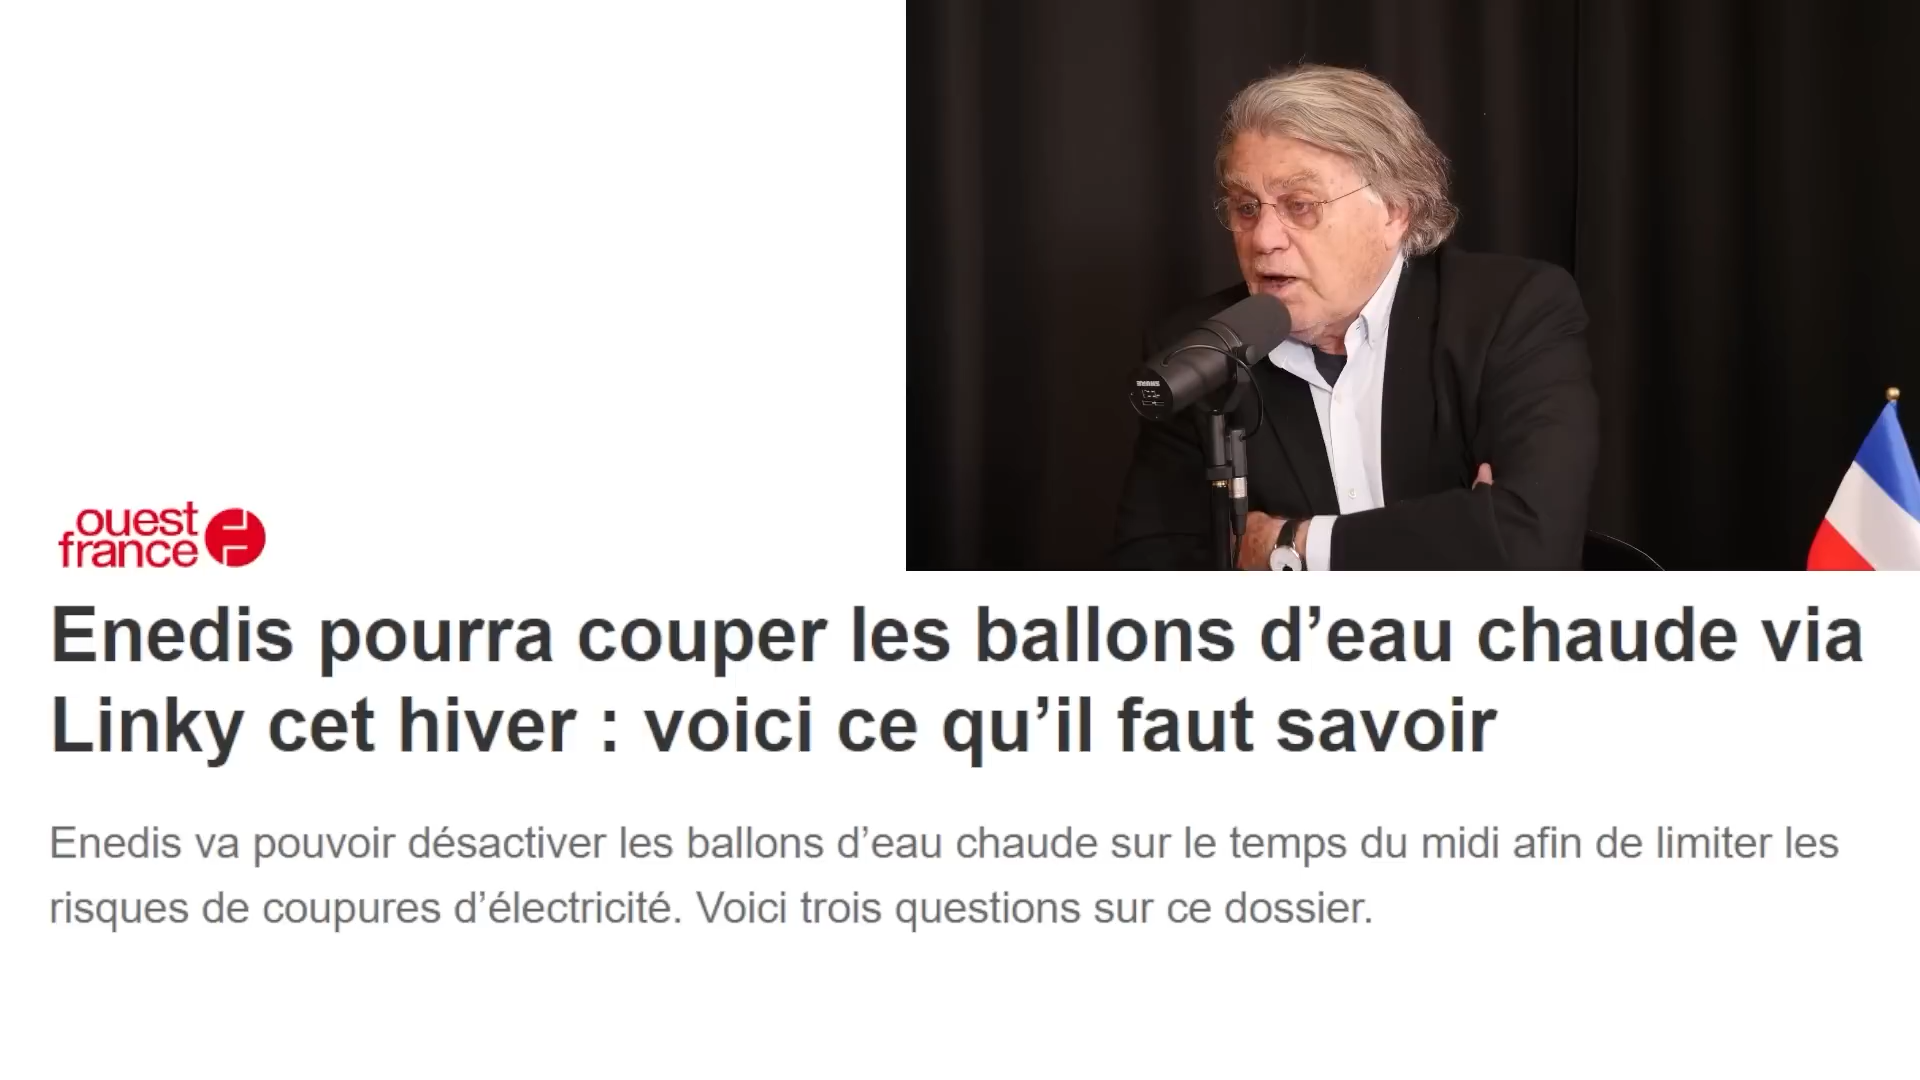 ouest
france
Enedis pourra couper les ballons d’eau chaude via
Linky cet hiver : voici ce qu’il faut savoir
Enedis va pouvoir désactiver les ballons d’eau chaude sur le temps du midi afin de limiter les
risques de coupures d’électricité. Voici trois questions sur ce dossier.
SHURE